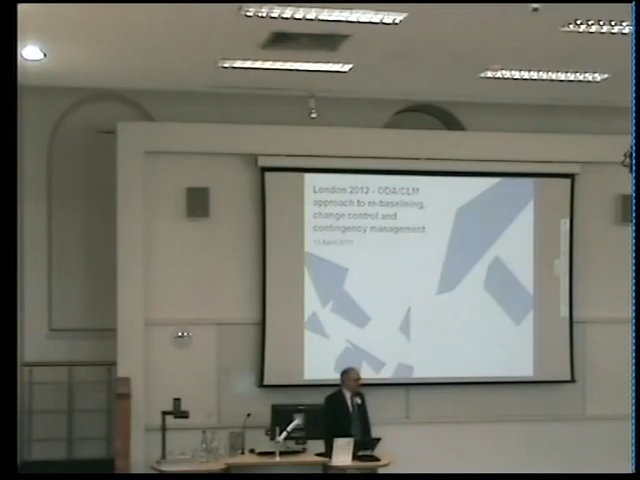 London 2012 - ODA/CLM
approach to re-baselining,
change control and
contingency management